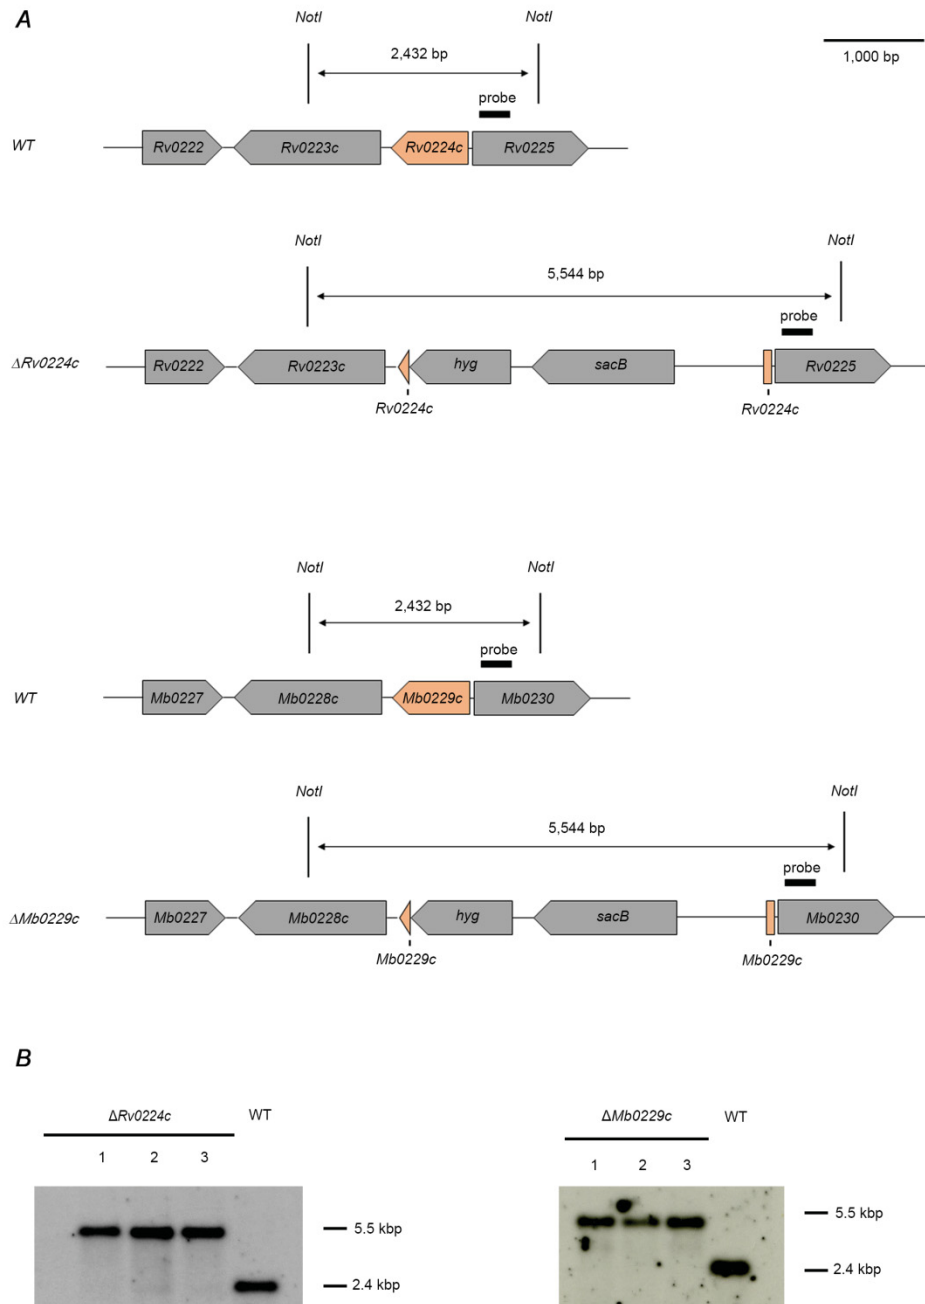 A
NotI NotI
2,432 bp
1,000 bp
probe
WT Rv0222 Rv0223c Rv0224c Rv0225
NotI NotI
5,544 bp
probe
ΔRv0224c Rv0222 Rv0223c hyg sacB Rv0225
Rv0224c Rv0224c
NotI NotI
2,432 bp
probe
WT Mb0227 Mb0228c Mb0229c Mb0230
NotI NotI
5,544 bp
probe
ΔMb0229c Mb0227 Mb0228c hyg sacB Mb0230
Mb0229c Mb0229c
B
ΔRv0224c WT ΔMb0229c WT
1 2 3 1 2 3
5.5 kbp 5.5 kbp
2.4 kbp 2.4 kbp